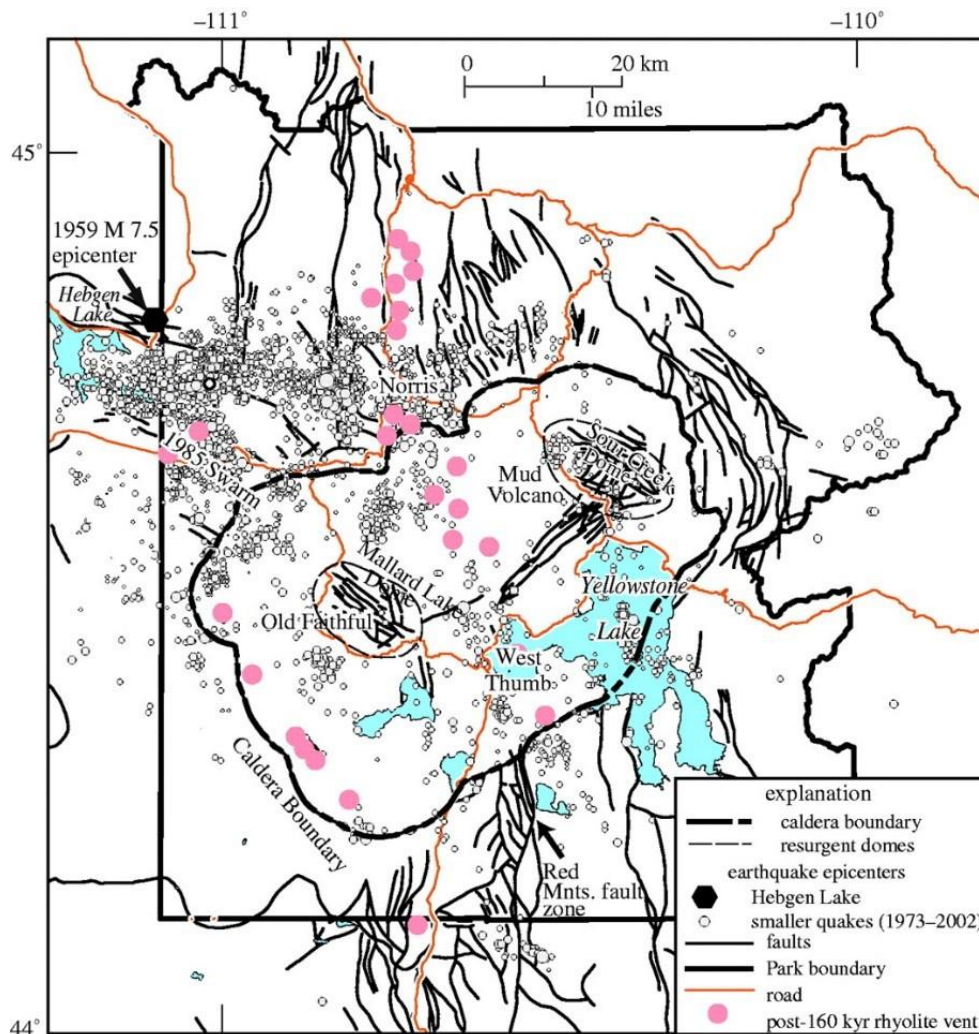 –111°
–110°
0 20 km
10 miles
45°
1959 M 7.5
epicenter
Hebgen
Lake
Norris
1985 Swarm
Sour Creek
Dome
Mud
Volcano
Mallard Lake
Dome
Old Faithful
Yellowstone
Lake
West
Thumb
Caldera Boundary
Red
Mnts. fault
zone
44°
explanation
caldera boundary
resurgent domes
earthquake epicenters
Hebgen Lake
smaller quakes (1973–2002)
faults
Park boundary
road
post-160 kyr rhyolite vent